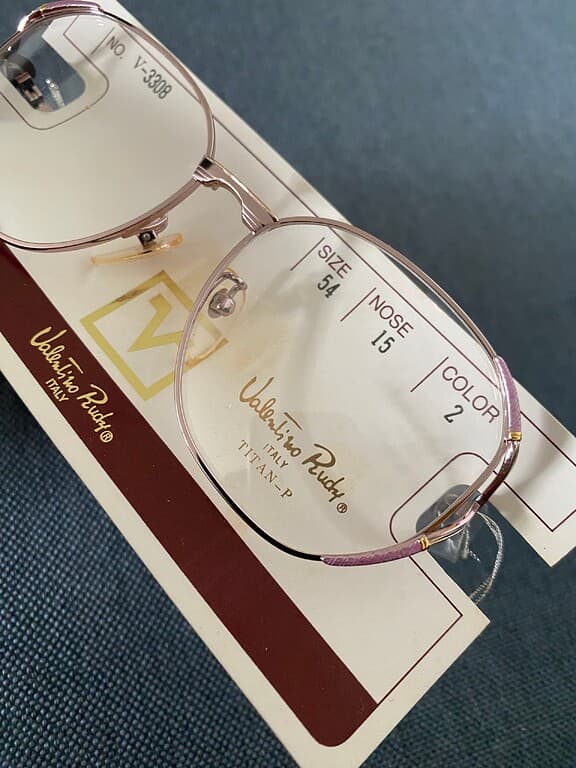 NO. V-3308
SIZE
54
NOSE
15
COLOR
2
V
Valentino Rudy®
ITALY
Valentino Rudy®
ITALY
TITAN-P